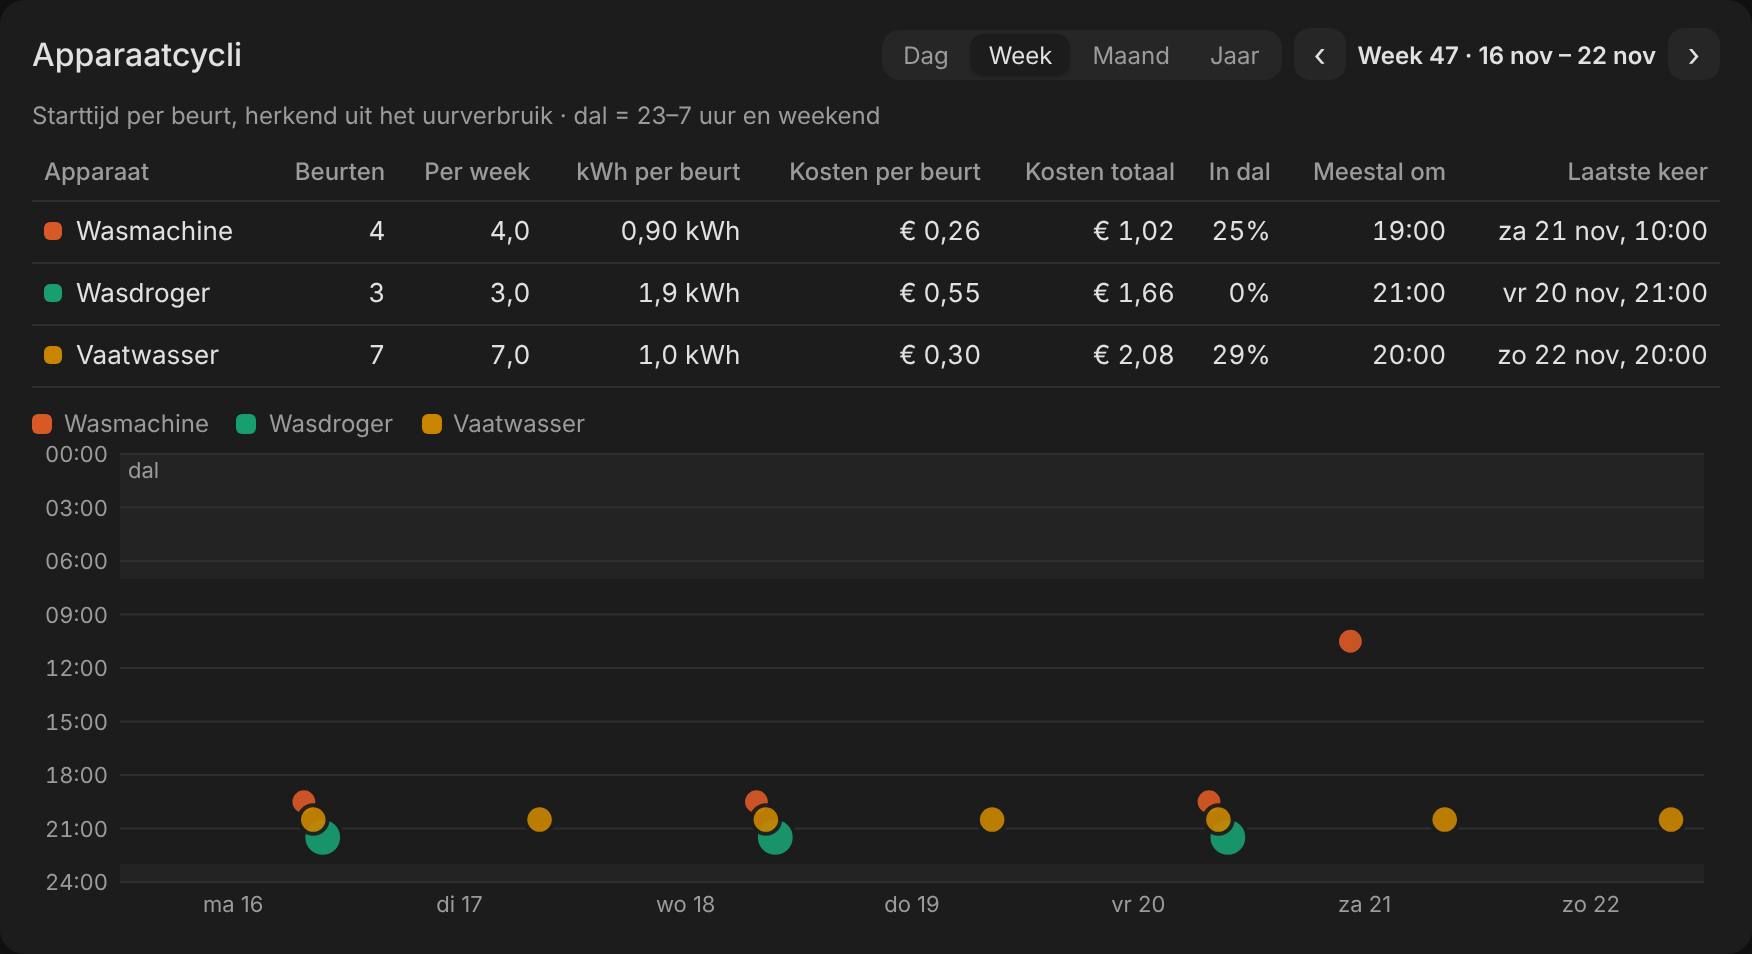 Apparaatcycli
Dag Week Maand Jaar ‹ Week 47 · 16 nov – 22 nov ›
Starttijd per beurt, herkend uit het uurverbruik · dal = 23–7 uur en weekend
Apparaat Beurten Per week kWh per beurt Kosten per beurt Kosten totaal In dal Meestal om Laatste keer
Wasmachine 4 4,0 0,90 kWh € 0,26 € 1,02 25% 19:00 za 21 nov, 10:00
Wasdroger 3 3,0 1,9 kWh € 0,55 € 1,66 0% 21:00 vr 20 nov, 21:00
Vaatwasser 7 7,0 1,0 kWh € 0,30 € 2,08 29% 20:00 zo 22 nov, 20:00
Wasmachine Wasdroger Vaatwasser
00:00
dal
03:00
06:00
09:00
12:00
15:00
18:00
21:00
24:00
ma 16 di 17 wo 18 do 19 vr 20 za 21 zo 22